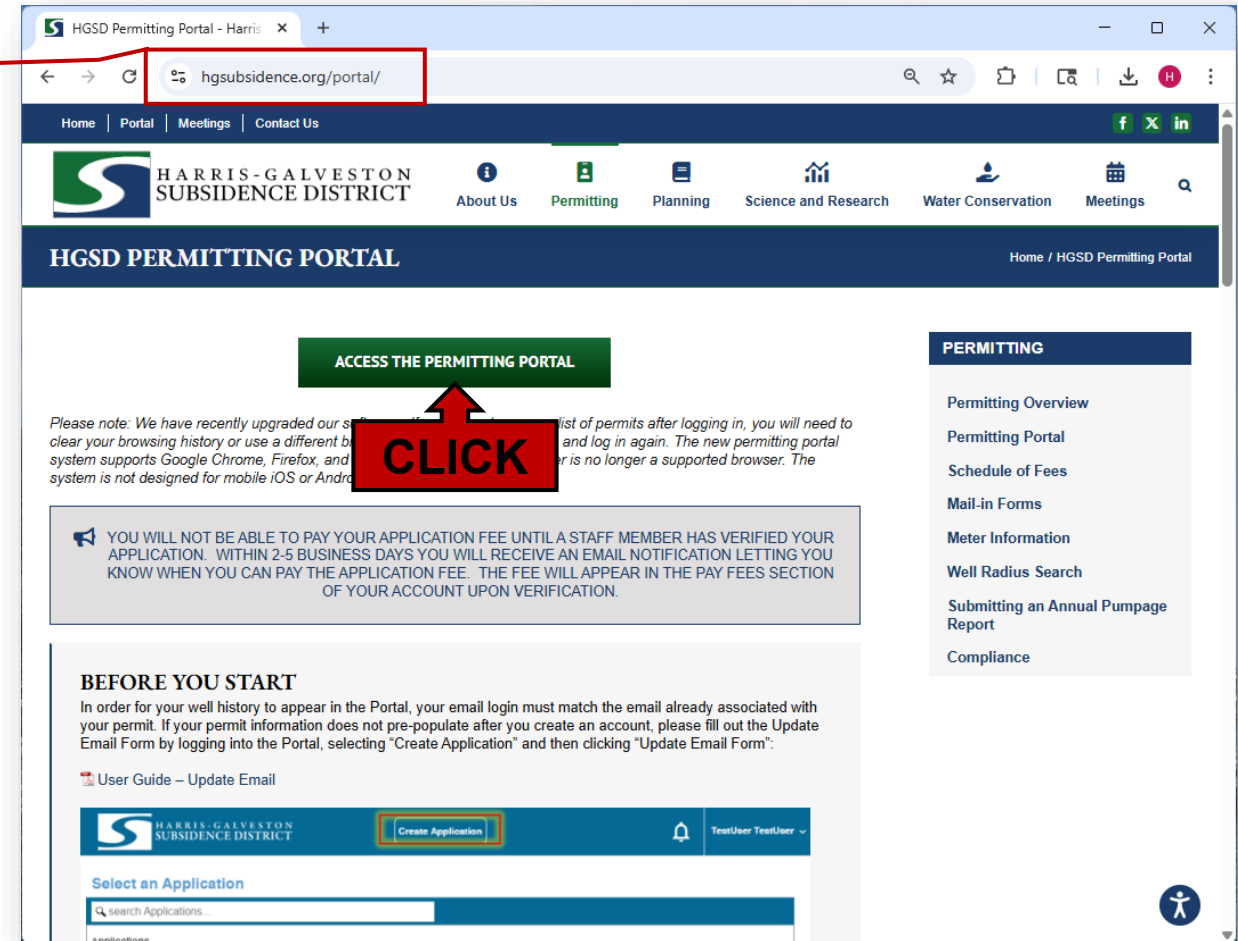 HGSD Permitting Portal - Harris
hgsubsidence.org/portal/
H
Home | Portal | Meetings | Contact Us
f X in
HARRIS-GALVESTON
SUBSIDENCE DISTRICT
About Us Permitting Planning Science and Research Water Conservation Meetings
HGSD PERMITTING PORTAL
Home / HGSD Permitting Portal
ACCESS THE PERMITTING PORTAL
CLICK
Please note: We have recently upgraded our list of permits after logging in, you will need to
clear your browsing history or use a different and log in again. The new permitting portal
system supports Google Chrome, Firefox, and is no longer a supported browser. The
system is not designed for mobile iOS or
YOU WILL NOT BE ABLE TO PAY YOUR APPLICATION FEE UNTIL A STAFF MEMBER HAS VERIFIED YOUR
APPLICATION. WITHIN 2-5 BUSINESS DAYS YOU WILL RECEIVE AN EMAIL NOTIFICATION LETTING YOU
KNOW WHEN YOU CAN PAY THE APPLICATION FEE. THE FEE WILL APPEAR IN THE PAY FEES SECTION
OF YOUR ACCOUNT UPON VERIFICATION.
BEFORE YOU START
In order for your well history to appear in the Portal, your email login must match the email already associated with
your permit. If your permit information does not pre-populate after you create an account, please fill out the Update
Email Form by logging into the Portal, selecting “Create Application” and then clicking “Update Email Form”:
User Guide – Update Email
HARRIS-GALVESTON
SUBSIDENCE DISTRICT
Create Application
TestUser TestUser
Select an Application
search Applications...
Applications
PERMITTING
Permitting Overview
Permitting Portal
Schedule of Fees
Mail-in Forms
Meter Information
Well Radius Search
Submitting an Annual Pumpage
Report
Compliance